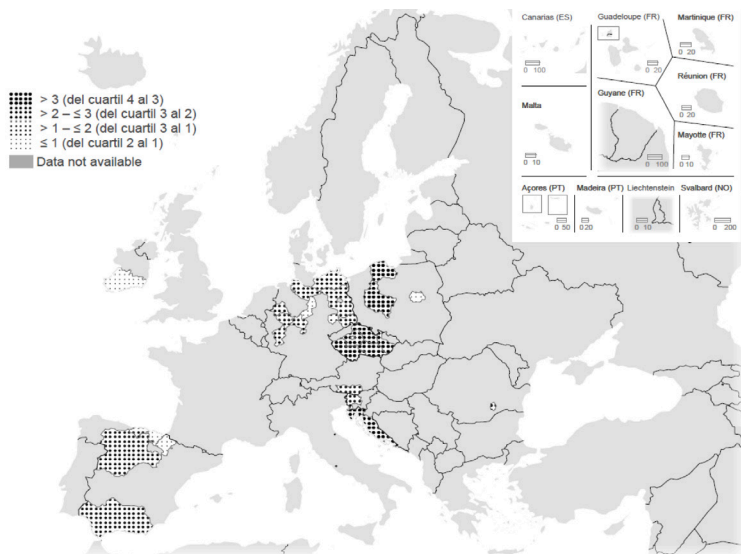 > 3 (del cuartil 4 al 3)
> 2 – ≤ 3 (del cuartil 3 al 2)
> 1 – ≤ 2 (del cuartil 3 al 1)
≤ 1 (del cuartil 2 al 1)
Data not available
Canarias (ES)
0 100
Guadeloupe (FR)
0 20
Martinique (FR)
0 20
Réunion (FR)
0 20
Guyane (FR)
0 100
Mayotte (FR)
0 10
Malta
0 10
Açores (PT)
0 50
Madeira (PT)
0 20
Liechtenstein
0 10
Svalbard (NO)
0 200